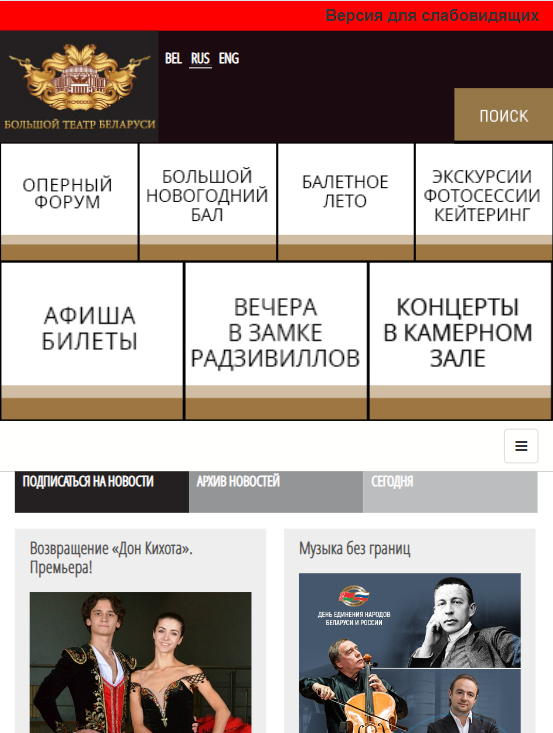 Версия для слабовидящих
BEL RUS ENG
БОЛЬШОЙ ТЕАТР БЕЛАРУСИ
ПОИСК
ОПЕРНЫЙ
ФОРУМ
БОЛЬШОЙ
НОВОГОДНИЙ
БАЛ
БАЛЕТНОЕ
ЛЕТО
ЭКСКУРСИИ
ФОТОСЕССИИ
КЕЙТЕРИНГ
АФИША
БИЛЕТЫ
ВЕЧЕРА
В ЗАМКЕ
РАДЗИВИЛЛОВ
КОНЦЕРТЫ
В КАМЕРНОМ
ЗАЛЕ
ПОДПИСАТЬСЯ НА НОВОСТИ
АРХИВ НОВОСТЕЙ
СЕГОДНЯ
Возвращение «Дон Кихота».
Премьера!
Музыка без границ
ДЕНЬ ЕДИНЕНИЯ НАРОДОВ
БЕЛАРУСИ И РОССИИ